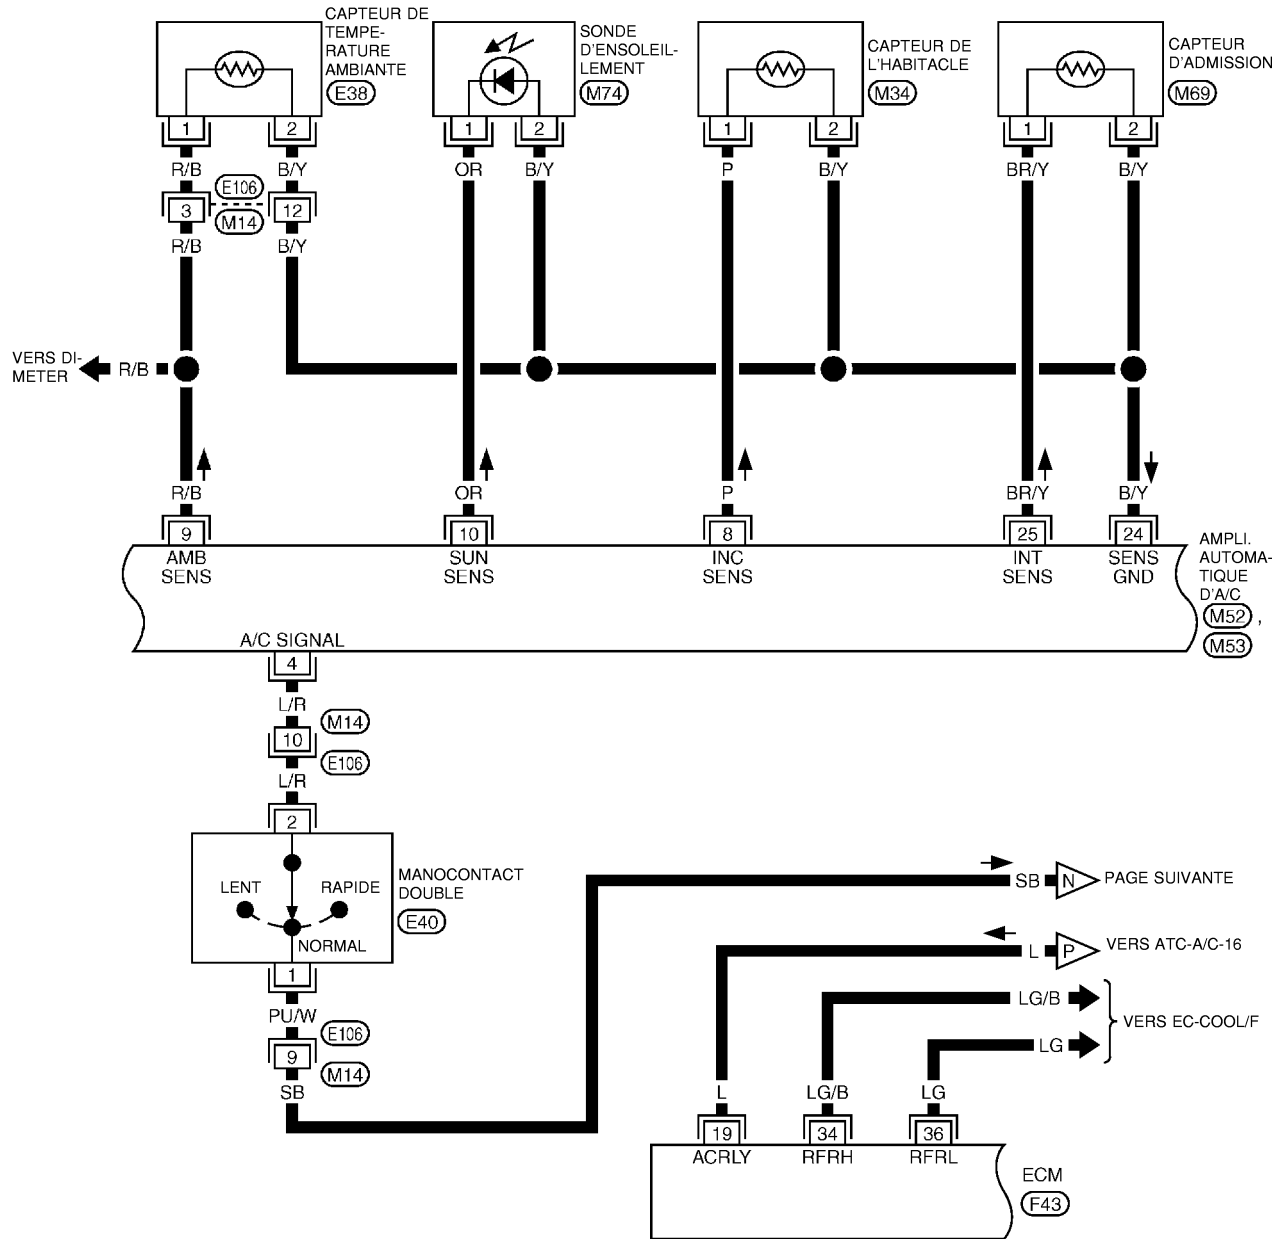 CAPTEUR DE
TEMPE-
RATURE
AMBIANTE
E38
SONDE
D'ENSOLEIL-
LEMENT
M74
CAPTEUR DE
L'HABITACLE
M34
CAPTEUR
D'ADMISSION
M69
1
2
1
2
1
2
1
2
R/B
B/Y
OR
B/Y
P
B/Y
BR/Y
B/Y
E106
3
12
M14
R/B
B/Y
VERS DI-
METER
R/B
R/B
OR
P
BR/Y
B/Y
9
10
8
25
24
AMB
SENS
SUN
SENS
INC
SENS
INT
SENS
SENS
GND
AMPLI.
AUTOMA-
TIQUE
D'A/C
M52 ,
M53
A/C SIGNAL
4
L/R
M14
10
E106
L/R
2
LENT
RAPIDE
NORMAL
MANOCONTACT
DOUBLE
E40
1
PU/W
E106
9
M14
SB
SB
N
PAGE SUIVANTE
L
P
VERS ATC-A/C-16
LG/B
LG
VERS EC-COOL/F
L
LG/B
LG
19
34
36
ACRLY
RFRH
RFRL
ECM
F43